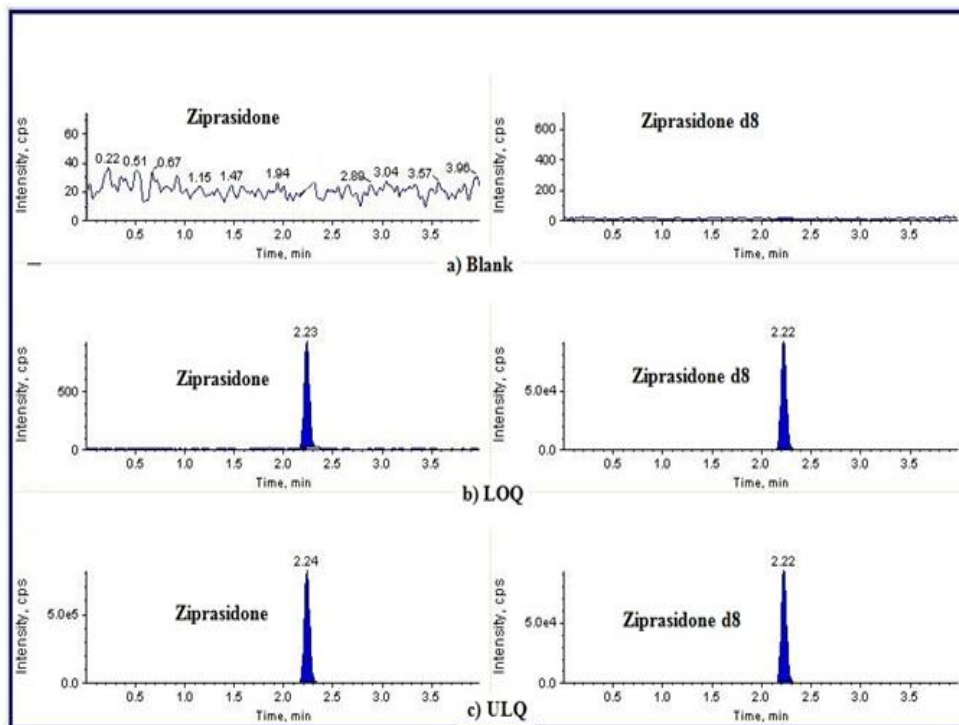 Ziprasidone
Ziprasidone d8
Intensity, cps
60
40
20
0
0.22 0.51 0.67 1.15 1.47 1.94 2.89 3.04 3.57 3.96
0.5 1.0 1.5 2.0 2.5 3.0 3.5
Time, min
Intensity, cps
600
400
200
0
0.5 1.0 1.5 2.0 2.5 3.0 3.5
Time, min
a) Blank
Intensity, cps
500
0
2.23
Ziprasidone
0.5 1.0 1.5 2.0 2.5 3.0 3.5
Time, min
Intensity, cps
5.0e4
0.0
2.22
Ziprasidone d8
0.5 1.0 1.5 2.0 2.5 3.0 3.5
Time, min
b) LOQ
Intensity, cps
5.0e5
0.0
2.24
Ziprasidone
0.5 1.0 1.5 2.0 2.5 3.0 3.5
Time, min
Intensity, cps
5.0e4
0.0
2.22
Ziprasidone d8
0.5 1.0 1.5 2.0 2.5 3.0 3.5
Time, min
c) ULQ